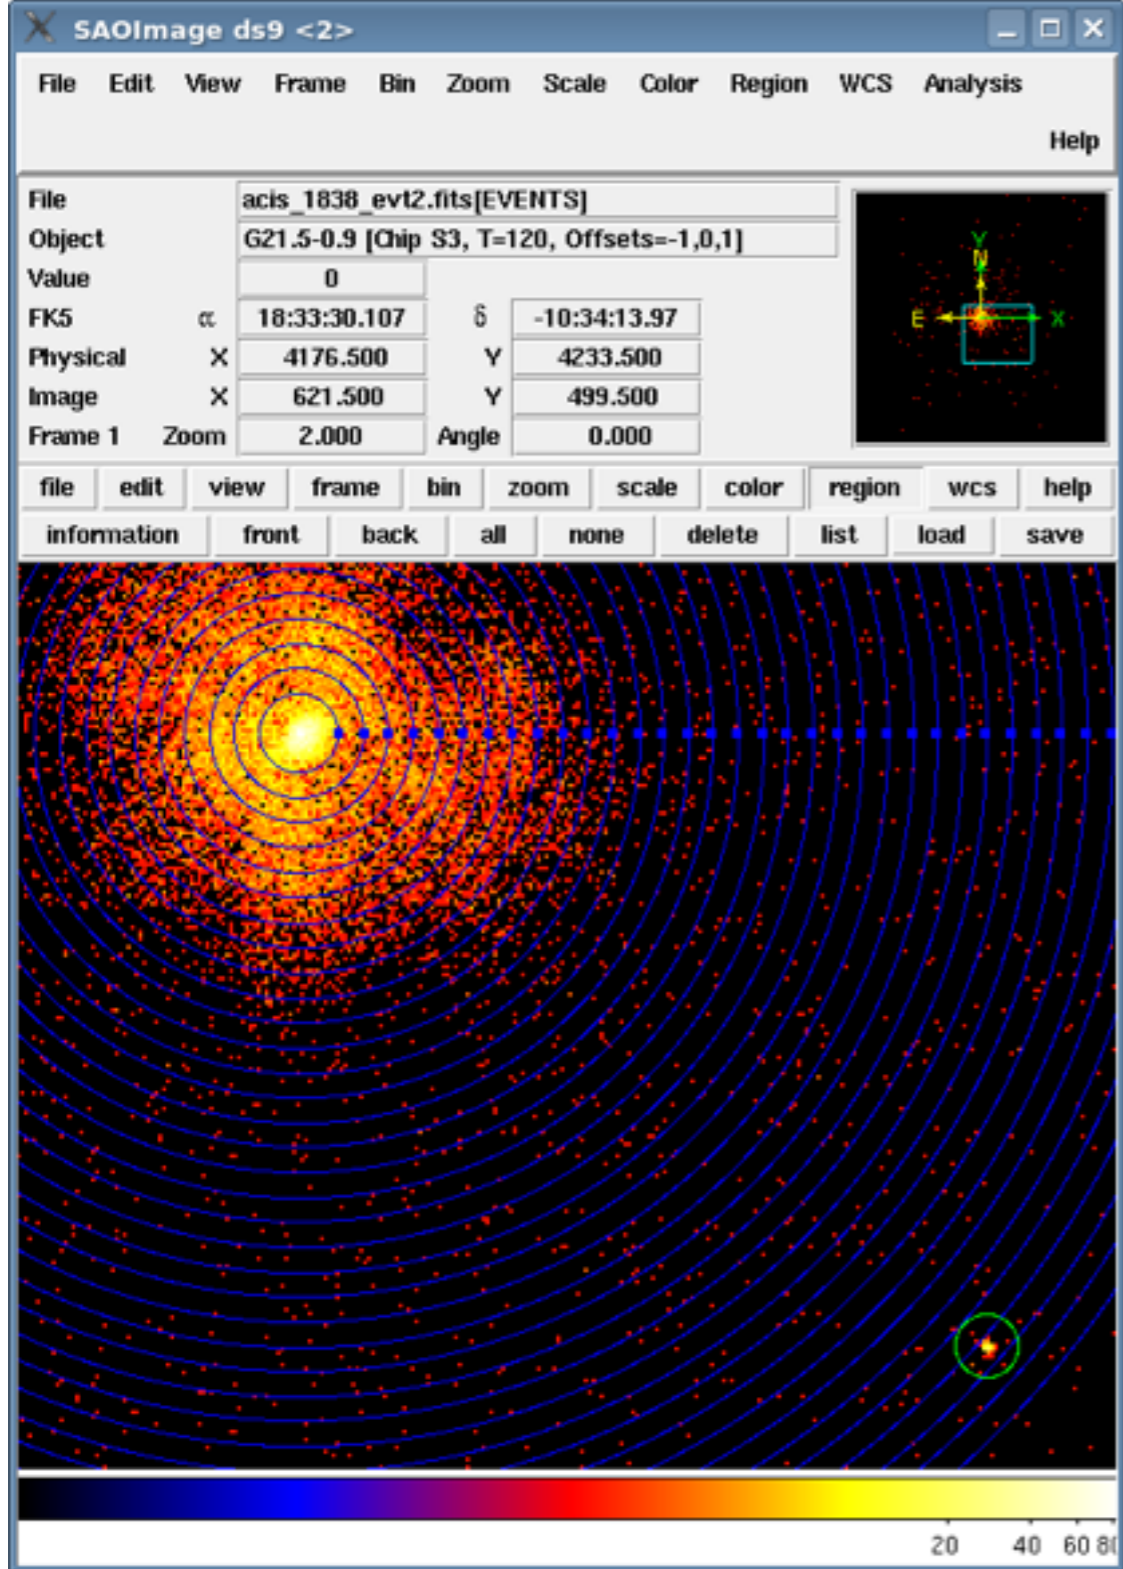 SAOImage ds9 <2>
File Edit View Frame Bin Zoom Scale Color Region WCS Analysis
Help
File acis_1838_evt2.fits[EVENTS]
Object G21.5-0.9 [Chip S3, T=120, Offsets=-1,0,1]
Value 0
FK5 α 18:33:30.107 δ -10:34:13.97
Physical X 4176.500 Y 4233.500
Image X 621.500 Y 499.500
Frame 1 Zoom 2.000 Angle 0.000
Y
N
E X
file edit view frame bin zoom scale color region wcs help
information front back all none delete list load save
20 40 60 80